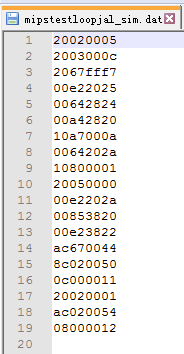 mipstestloopjal_sim.dat
1 20020005
2 2003000c
3 2067fff7
4 00e22025
5 00642824
6 00a42820
7 10a7000a
8 0064202a
9 10800001
10 20050000
11 00e2202a
12 00853820
13 00e23822
14 ac670044
15 8c020050
16 0c000011
17 20020001
18 ac020054
19 08000012
20